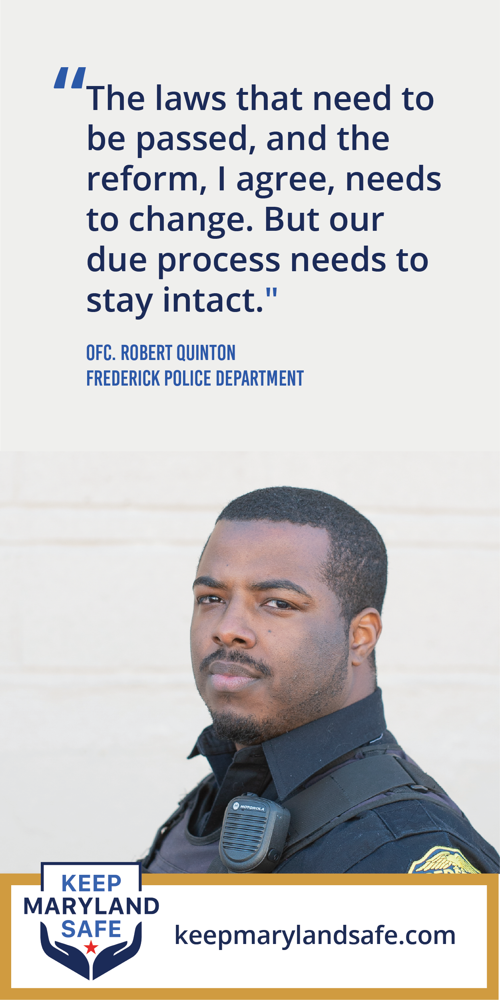 “The laws that need to
be passed, and the
reform, I agree, needs
to change. But our
due process needs to
stay intact."
OFC. ROBERT QUINTON
FREDERICK POLICE DEPARTMENT
MOTOROLA
KEEP
MARYLAND
SAFE
keepmarylandsafe.com